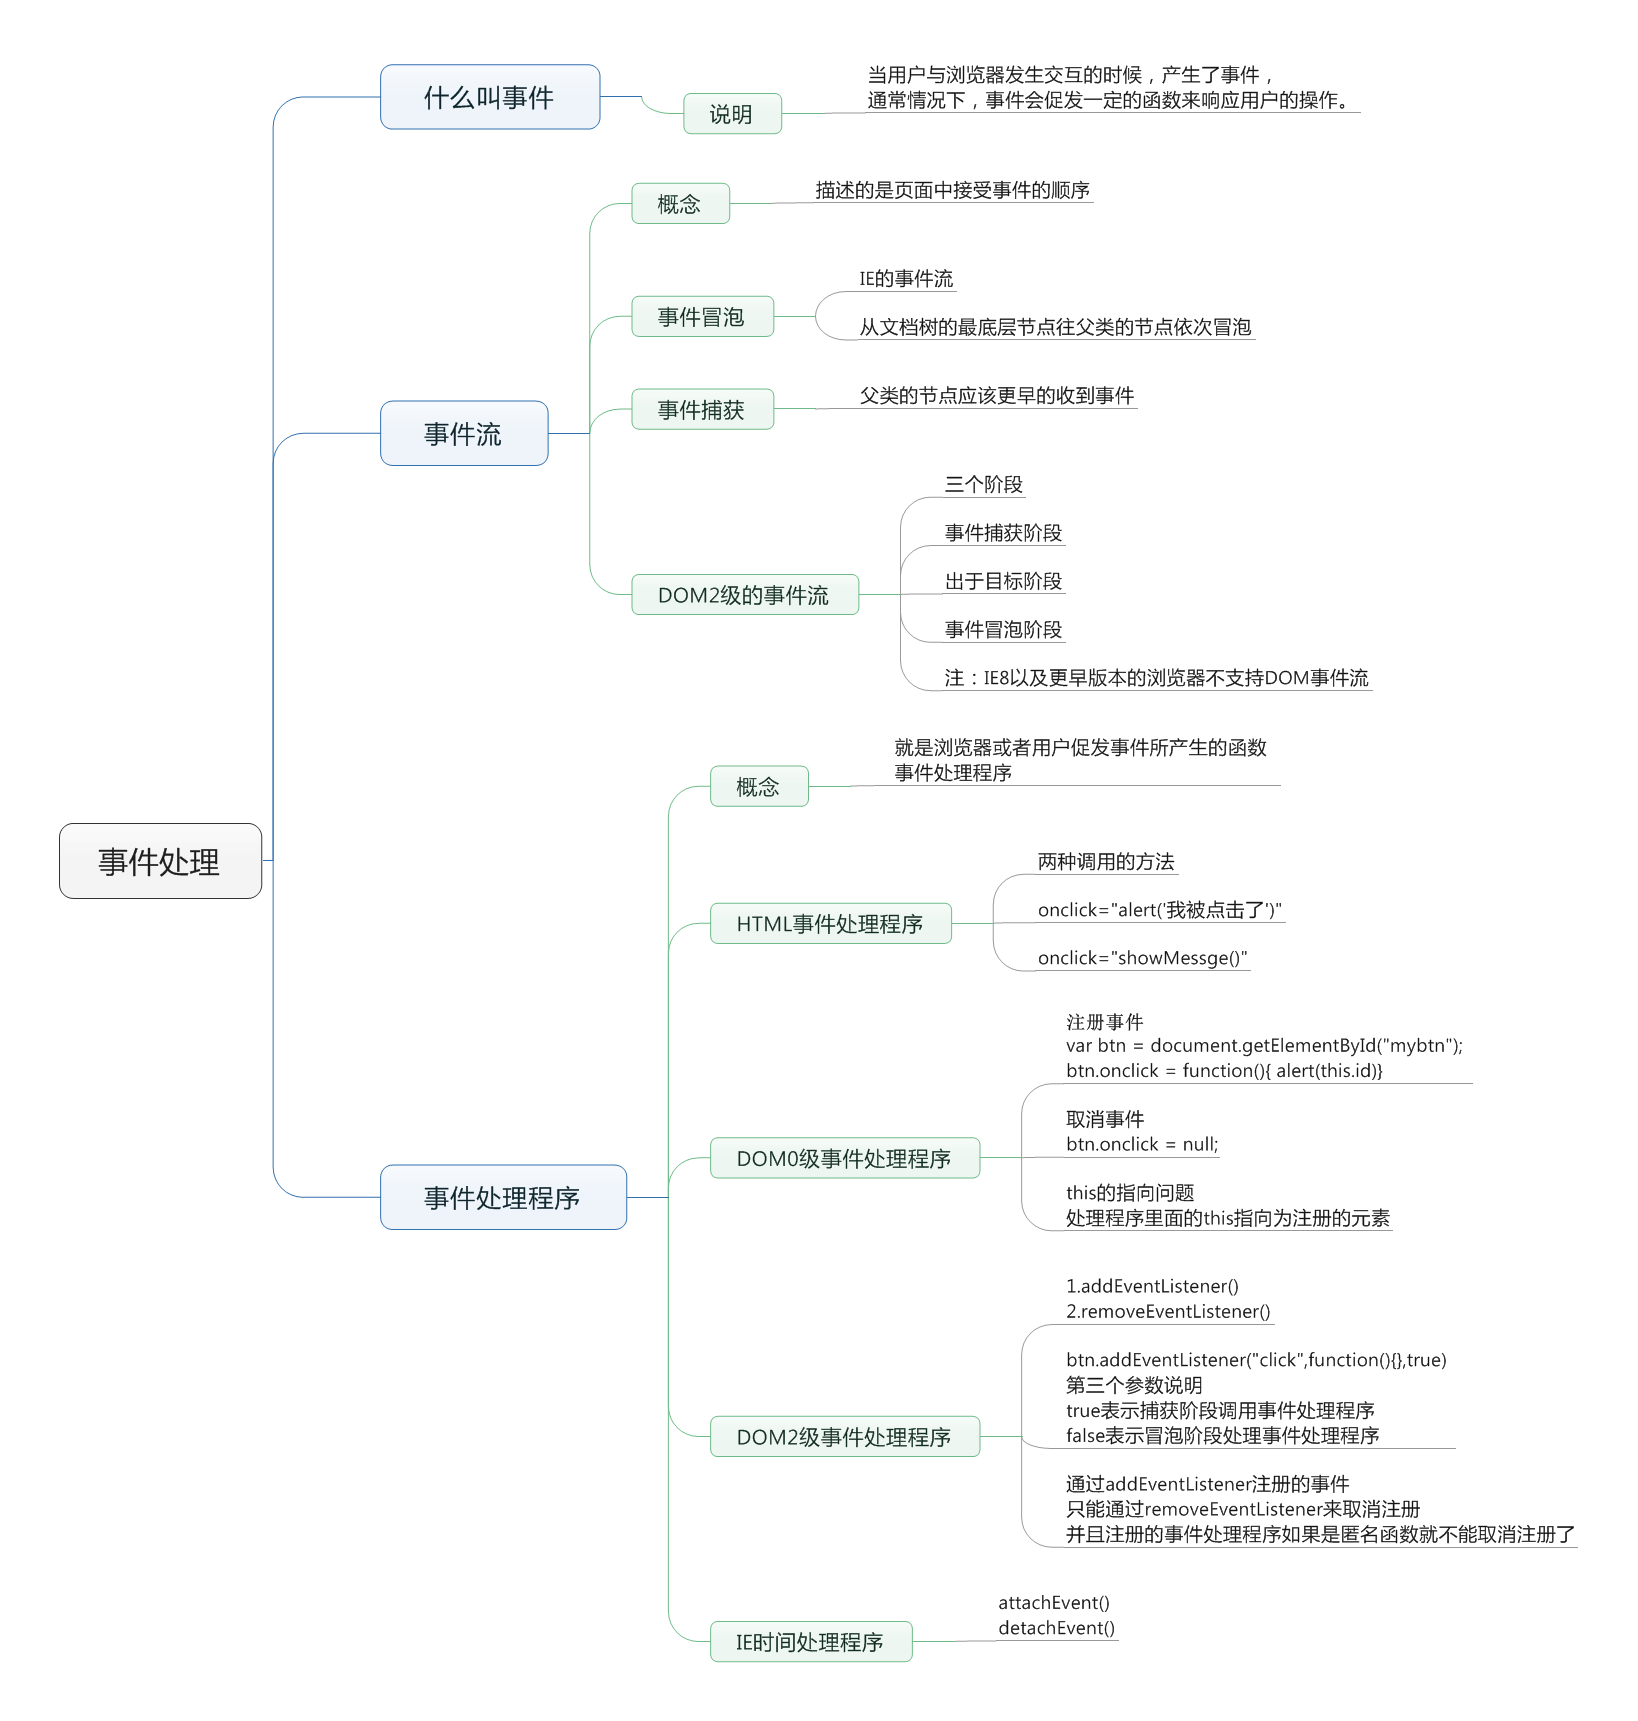 事件处理
什么叫事件
说明
当用户与浏览器发生交互的时候，产生了事件，
通常情况下，事件会促发一定的函数来响应用户的操作。
事件流
概念
描述的是页面中接受事件的顺序
事件冒泡
IE的事件流
从文档树的最底层节点往父类的节点依次冒泡
事件捕获
父类的节点应该更早的收到事件
DOM2级的事件流
三个阶段
事件捕获阶段
出于目标阶段
事件冒泡阶段
注：IE8以及更早版本的浏览器不支持DOM事件流
事件处理程序
概念
就是浏览器或者用户促发事件所产生的函数
事件处理程序
HTML事件处理程序
两种调用的方法
onclick="alert('我被点击了')"
onclick="showMessge()"
DOM0级事件处理程序
注册事件
var btn = document.getElementById("mybtn");
btn.onclick = function(){ alert(this.id)}
取消事件
btn.onclick = null;
this的指向问题
处理程序里面的this指向为注册的元素
DOM2级事件处理程序
1.addEventListener()
2.removeEventListener()
btn.addEventListener("click",function(){},true)
第三个参数说明
true表示捕获阶段调用事件处理程序
false表示冒泡阶段处理事件处理程序
通过addEventListener注册的事件
只能通过removeEventListener来取消注册
并且注册的事件处理程序如果是匿名函数就不能取消注册了
IE时间处理程序
attachEvent()
detachEvent()